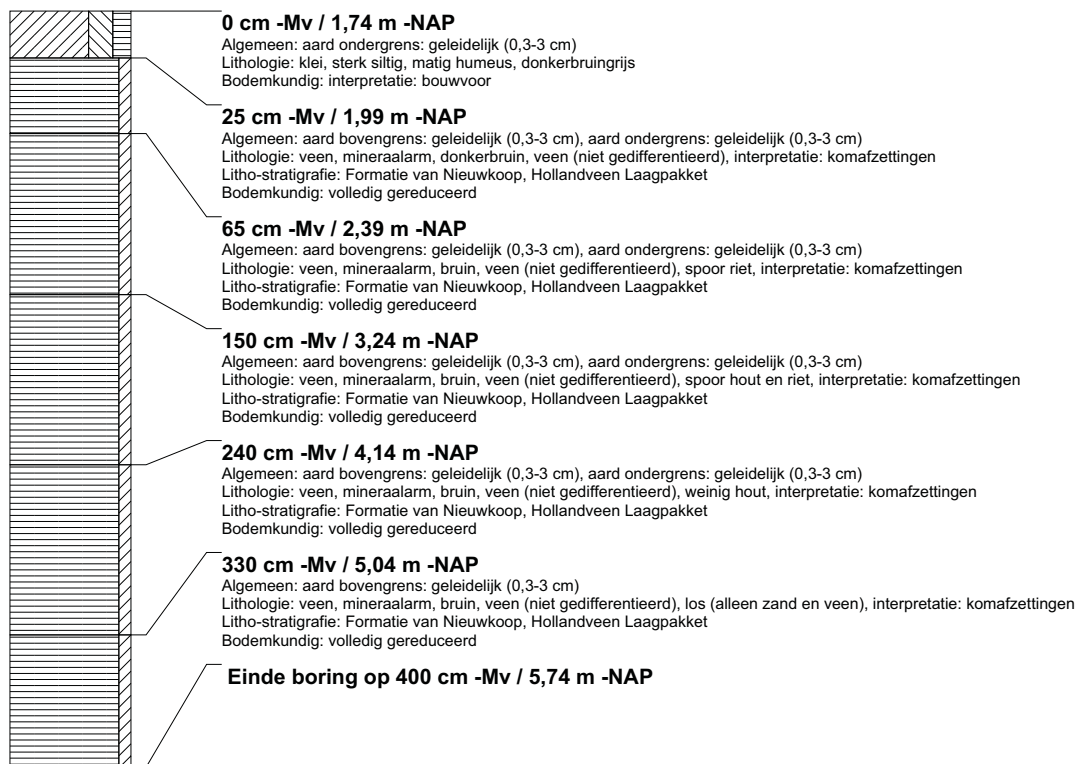 0 cm -Mv / 1,74 m -NAP
Algemeen: aard ondergrens: geleidelijk (0,3-3 cm)
Lithologie: klei, sterk siltig, matig humeus, donkerbruingrijs
Bodemkundig: interpretatie: bouwvoor
25 cm -Mv / 1,99 m -NAP
Algemeen: aard bovengrens: geleidelijk (0,3-3 cm), aard ondergrens: geleidelijk (0,3-3 cm)
Lithologie: veen, mineraalarm, donkerbruin, veen (niet gedifferentieerd), interpretatie: komafzettingen
Litho-stratigrafie: Formatie van Nieuwkoop, Hollandveen Laagpakket
Bodemkundig: volledig gereduceerd
65 cm -Mv / 2,39 m -NAP
Algemeen: aard bovengrens: geleidelijk (0,3-3 cm), aard ondergrens: geleidelijk (0,3-3 cm)
Lithologie: veen, mineraalarm, bruin, veen (niet gedifferentieerd), spoor riet, interpretatie: komafzettingen
Litho-stratigrafie: Formatie van Nieuwkoop, Hollandveen Laagpakket
Bodemkundig: volledig gereduceerd
150 cm -Mv / 3,24 m -NAP
Algemeen: aard bovengrens: geleidelijk (0,3-3 cm), aard ondergrens: geleidelijk (0,3-3 cm)
Lithologie: veen, mineraalarm, bruin, veen (niet gedifferentieerd), spoor hout en riet, interpretatie: komafzettingen
Litho-stratigrafie: Formatie van Nieuwkoop, Hollandveen Laagpakket
Bodemkundig: volledig gereduceerd
240 cm -Mv / 4,14 m -NAP
Algemeen: aard bovengrens: geleidelijk (0,3-3 cm), aard ondergrens: geleidelijk (0,3-3 cm)
Lithologie: veen, mineraalarm, bruin, veen (niet gedifferentieerd), weinig hout, interpretatie: komafzettingen
Litho-stratigrafie: Formatie van Nieuwkoop, Hollandveen Laagpakket
Bodemkundig: volledig gereduceerd
330 cm -Mv / 5,04 m -NAP
Algemeen: aard bovengrens: geleidelijk (0,3-3 cm)
Lithologie: veen, mineraalarm, bruin, veen (niet gedifferentieerd), los (alleen zand en veen), interpretatie: komafzettingen
Litho-stratigrafie: Formatie van Nieuwkoop, Hollandveen Laagpakket
Bodemkundig: volledig gereduceerd
Einde boring op 400 cm -Mv / 5,74 m -NAP